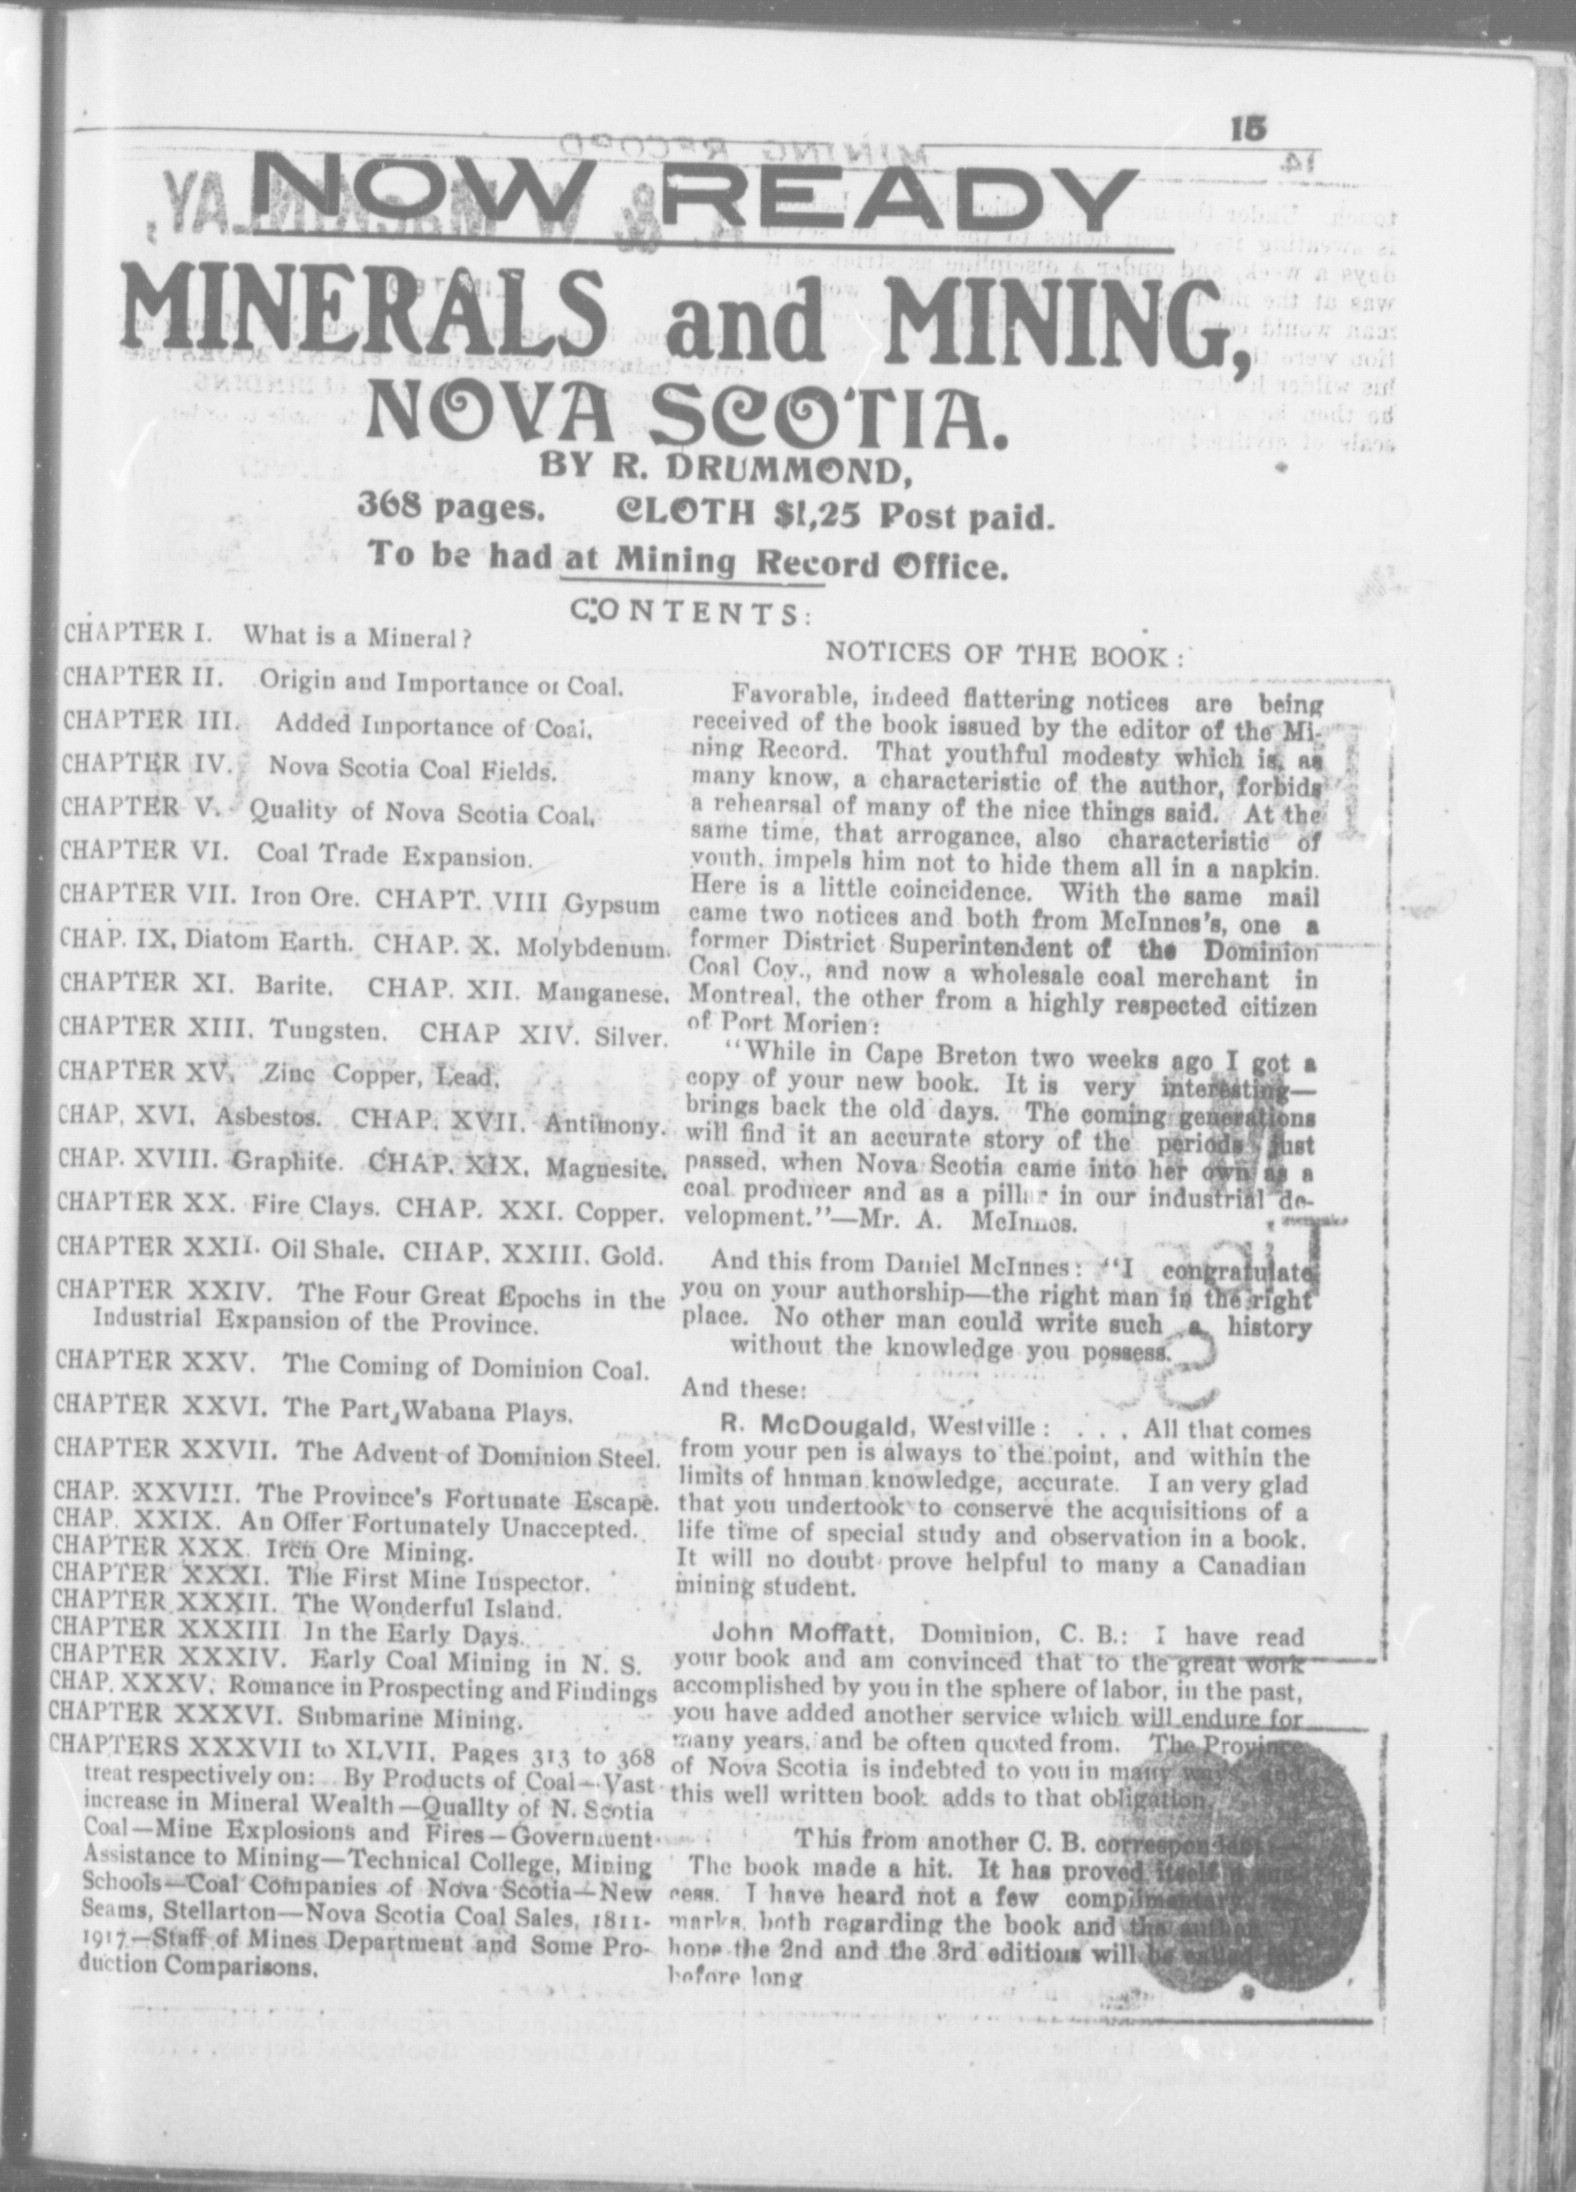 15
NOW READY
MINERALS and MINING,
NOVA SCOTIA.
BY R. DRUMMOND,
368 pages. CLOTH $1,25 Post paid.
To be had at Mining Record Office.
CONTENTS:
CHAPTER I. What is a Mineral?
CHAPTER II. Origin and Importance of Coal.
CHAPTER III. Added Importance of Coal.
CHAPTER IV. Nova Scotia Coal Fields.
CHAPTER V. Quality of Nova Scotia Coal.
CHAPTER VI. Coal Trade Expansion.
CHAPTER VII. Iron Ore. CHAPT. VIII Gypsum
CHAP. IX, Diatom Earth. CHAP. X. Molybdenum.
CHAPTER XI. Barite. CHAP. XII. Manganese.
CHAPTER XIII. Tungsten. CHAP XIV. Silver.
CHAPTER XV. Zinc Copper, Lead.
CHAP, XVI. Asbestos. CHAP. XVII. Antimony.
CHAP. XVIII. Graphite. CHAP. XIX. Magnesite.
CHAPTER XX. Fire Clays. CHAP. XXI. Copper.
CHAPTER XXII. Oil Shale. CHAP. XXIII. Gold.
CHAPTER XXIV. The Four Great Epochs in the
Industrial Expansion of the Province.
CHAPTER XXV. The Coming of Dominion Coal.
CHAPTER XXVI. The Part Wabana Plays.
CHAPTER XXVII. The Advent of Dominion Steel.
CHAP. XXVIII. The Province's Fortunate Escape.
CHAP. XXIX. An Offer Fortunately Unaccepted.
CHAPTER XXX. Iron Ore Mining.
CHAPTER XXXI. The First Mine Inspector.
CHAPTER XXXII. The Wonderful Island.
CHAPTER XXXIII In the Early Days.
CHAPTER XXXIV. Early Coal Mining in N. S.
CHAP. XXXV. Romance in Prospecting and Findings
CHAPTER XXXVI. Submarine Mining.
CHAPTERS XXXVII to XLVII, Pages 313 to 368
treat respectively on: By Products of Coal—Vast
increase in Mineral Wealth—Quallty of N. Scotia
Coal—Mine Explosions and Fires—Government
Assistance to Mining—Technical College, Mining
Schools—Coal Companies of Nova Scotia—New
Seams, Stellarton—Nova Scotia Coal Sales, 1811-
1917—Staff of Mines Department and Some Pro-
duction Comparisons.
NOTICES OF THE BOOK:
Favorable, indeed flattering notices are being
received of the book issued by the editor of the Mi-
ning Record. That youthful modesty which is, as
many know, a characteristic of the author, forbids
a rehearsal of many of the nice things said. At the
same time, that arrogance, also characteristic of
youth, impels him not to hide them all in a napkin.
Here is a little coincidence. With the same mail
came two notices and both from McInnes's, one a
former District Superintendent of the Dominion
Coal Coy., and now a wholesale coal merchant in
Montreal, the other from a highly respected citizen
of Port Morien:
"While in Cape Breton two weeks ago I got a
copy of your new book. It is very interesting—
brings back the old days. The coming generations
will find it an accurate story of the periods just
passed, when Nova Scotia came into her own as a
coal producer and as a pillar in our industrial de-
velopment."—Mr. A. McInnes.
And this from Daniel McInnes: "I congratulate
you on your authorship—the right man in the right
place. No other man could write such a history
without the knowledge you possess.
And these:
R. McDougald, Westville: . . . All that comes
from your pen is always to the point, and within the
limits of hnman knowledge, accurate. I an very glad
that you undertook to conserve the acquisitions of a
life time of special study and observation in a book.
It will no doubt prove helpful to many a Canadian
mining student.
John Moffatt, Dominion, C. B.: I have read
your book and am convinced that to the great work
accomplished by you in the sphere of labor, in the past,
you have added another service which will endure for
many years, and be often quoted from. The Province
of Nova Scotia is indebted to you in many ways and
this well written book adds to that obligation.
This from another C. B. correspondent:—
The book made a hit. It has proved itself a suc-
cess. I have heard not a few complimentary re-
marks, both regarding the book and the author. I
hope the 2nd and the 3rd editions will be called for
before long